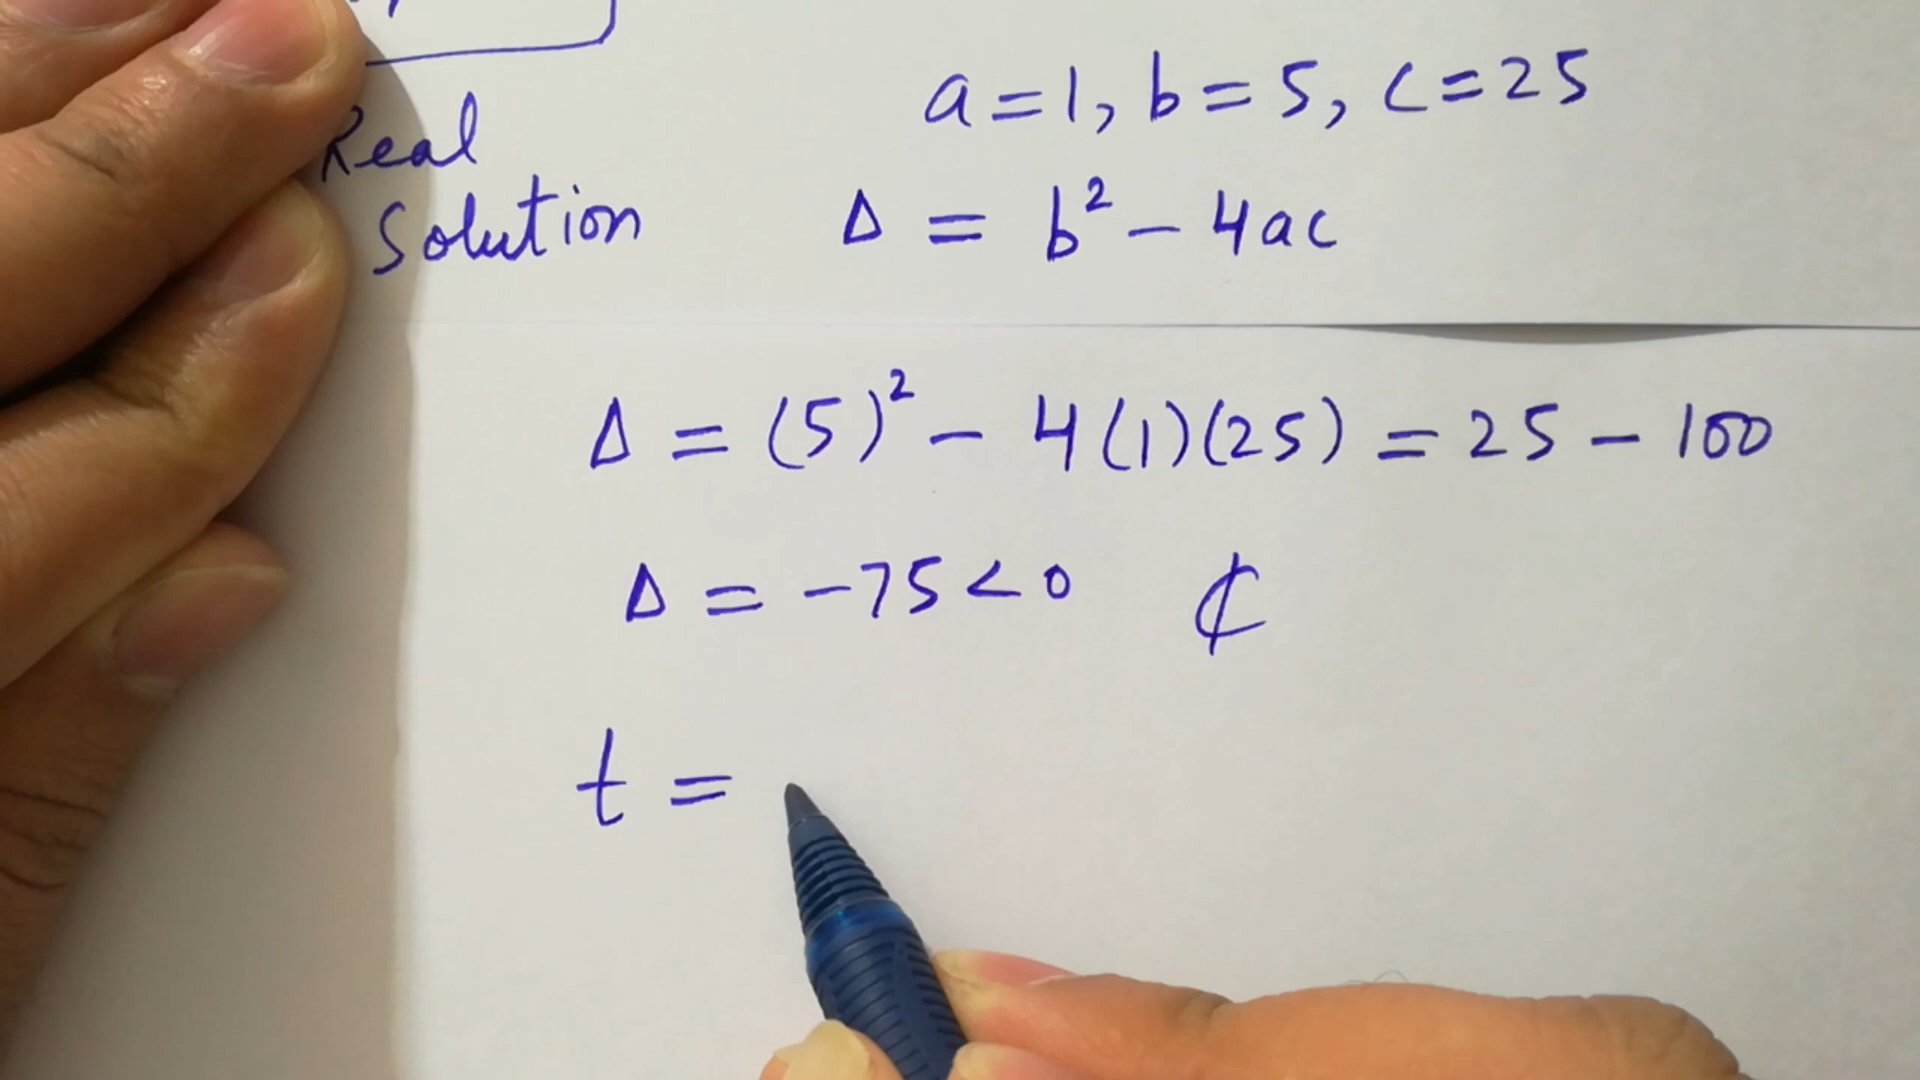 Real
Solution
a=1, b=5, c=25
Δ = b² - 4ac
Δ = (5)² - 4(1)(25) = 25 - 100
Δ = -75<0 ₵
t =